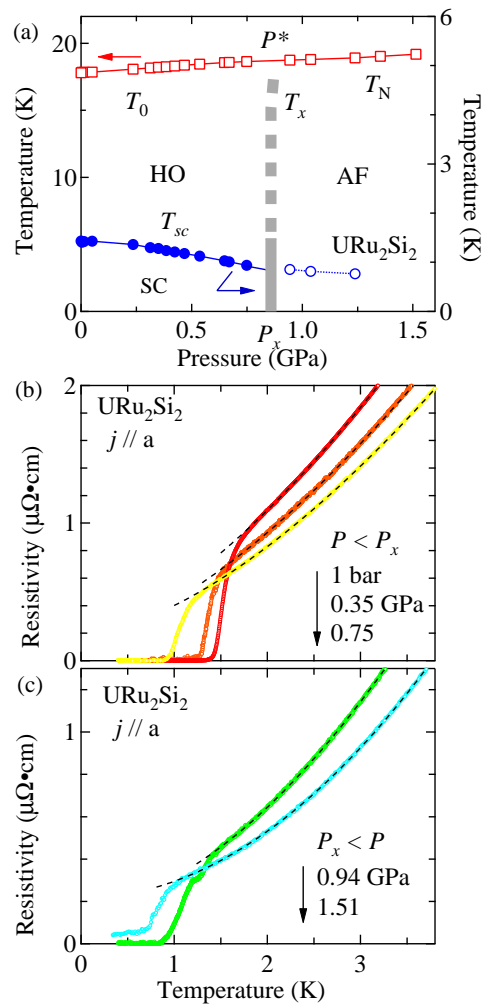 (a)
20
10
0
Temperature (K)
6
3
0
Temperature (K)
P*
T0
Tx
TN
HO
AF
Tsc
URu2Si2
SC
0
0.5
1.0
1.5
Px
Pressure (GPa)
(b)
2
1
0
Resistivity (μΩ•cm)
URu2Si2
j // a
P < Px
1 bar
0.35 GPa
0.75
(c)
1
0
Resistivity (μΩ•cm)
URu2Si2
j // a
Px < P
0.94 GPa
1.51
0 1 2 3
Temperature (K)